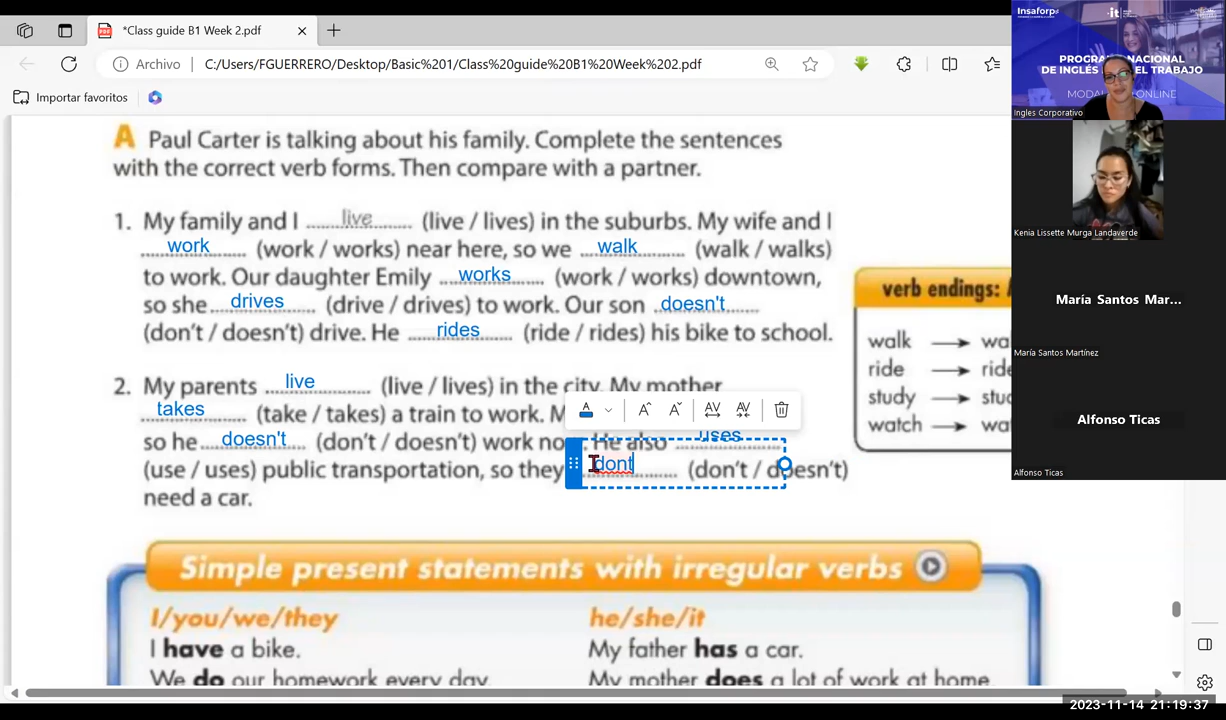 *Class guide B1 Week 2.pdf
Archivo
C:/Users/FGUERRERO/Desktop/Basic%201/Class%20guide%20B1%20Week%202.pdf
Importar favoritos
A Paul Carter is talking about his family. Complete the sentences
with the correct verb forms. Then compare with a partner.
1. My family and I live (live / lives) in the suburbs. My wife and I
work (work / works) near here, so we walk (walk / walks)
to work. Our daughter Emily works (work / works) downtown,
so she drives (drive / drives) to work. Our son doesn't
(don't / doesn't) drive. He rides (ride / rides) his bike to school.
verb endings:
walk
ride
study
watch
2. My parents live (live / lives) in the city. My mother
takes (take / takes) a train to work. M
so he doesn't (don't / doesn't) work no . He also uses
(use / uses) public transportation, so they dont (don't / doesn't)
need a car.
Simple present statements with irregular verbs
I/you/we/they he/she/it
I have a bike. My father has a car.
We do our homework every day. My mother does a lot of work at home.
Insaforp
PROGRAMA NACIONAL
DE INGLÉS EL TRABAJO
ONLINE
Ingles Corporativo
Kenia Lissette Murga Landaverde
María Santos Mar...
María Santos Martínez
Alfonso Ticas
Alfonso Ticas
2023-11-14 21:19:37